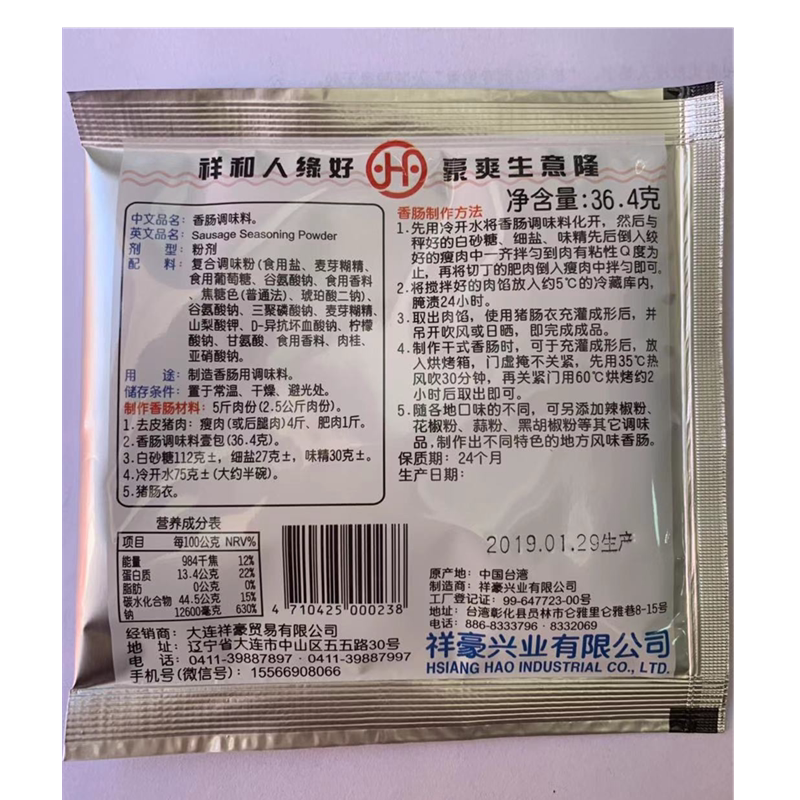 祥和人缘好 H 豪爽生意隆
净含量:36.4克
中文品名: 香肠调味料。
英文品名: Sausage Seasoning Powder
剂 型: 粉剂
配 料: 复合调味粉(食用盐、麦芽糊精、
食用葡萄糖、谷氨酸钠、食用香料
、焦糖色(普通法)、琥珀酸二钠)、
谷氨酸钠、三聚磷酸钠、麦芽糊精、
山梨酸钾、D-异抗坏血酸钠、柠檬
酸钠、甘氨酸、食用香料、肉桂、
亚硝酸钠。
用 途: 制造香肠用调味料。
储存条件: 置于常温、干燥、避光处。
制作香肠材料: 5斤肉份(2.5公斤肉份)。
1.去皮猪肉: 瘦肉(或后腿肉)4斤、肥肉1斤。
2.香肠调味料壹包(36.4克)。
3.白砂糖112克±, 细盐27克±, 味精30克±。
4.冷开水75克±(大约半碗)。
5.猪肠衣。
香肠制作方法
1.先用冷开水将香肠调味料化开, 然后与
秤好的白砂糖、细盐、味精先后倒入绞
好的瘦肉中一齐拌匀到肉有粘性Q度为
止, 再将切丁的肥肉倒入瘦肉中拌匀即可。
2.将搅拌好的肉馅放入约5℃的冷藏库内,
腌渍24小时。
3.取出肉馅, 使用猪肠衣充灌成形后, 并
吊开吹风或日晒, 即完成成品。
4.制作干式香肠时, 可于充灌成形后, 放
入烘烤箱, 门虚掩不关紧, 先用35℃热
风吹30分钟, 再关紧门用60℃烘烤约2
小时后取出即可。
5.随各地口味的不同, 可另添加辣椒粉、
花椒粉、蒜粉、黑胡椒粉等其它调味
品, 制作出不同特色的地方风味香肠。
保质期: 24个月
生产日期:
2019.01.29生产
营养成分表
项目 每100公克 NRV%
能量 984千焦 12%
蛋白质 13.4公克 22%
脂肪 0公克 0%
碳水化合物 44.5公克 15%
钠 12600毫克 630%
4 710425 000238
原产地: 中国台湾
制造商: 祥豪兴业有限公司
工厂登记证: 99-647723-00号
地址: 台湾彰化县员林市仑雅里仑雅巷8-15号
电话: 886-8333796、8332069
经销商: 大连祥豪贸易有限公司
地 址: 辽宁省大连市中山区五五路30号
电 话: 0411-39887897·0411-39887997
手机号(微信号): 15566908066
祥豪兴业有限公司
HSIANG HAO INDUSTRIAL CO., LTD.